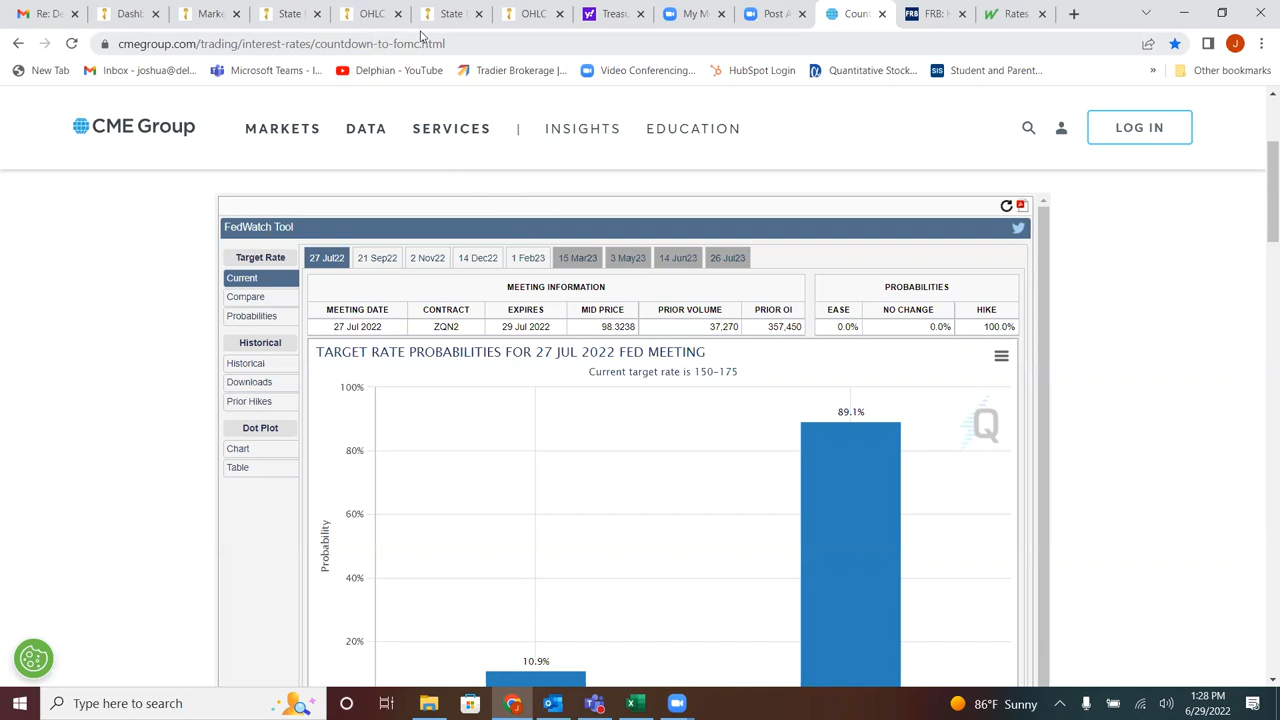 Re: De
Dashb
Marke
State I
OHLC
State I
OHLC
Treasu
My Me
Post A
Count
FRB: H
Rates
cmegroup.com/trading/interest-rates/countdown-to-fomc.html
New Tab
Inbox - joshua@del...
Microsoft Teams - I...
Delphian - YouTube
Tradier Brokerage |...
Video Conferencing...
HubSpot Login
Quantitative Stock...
Student and Parent...
»
Other bookmarks
CME Group
MARKETS DATA SERVICES | INSIGHTS EDUCATION
LOG IN
FedWatch Tool
Target Rate
Current
Compare
Probabilities
Historical
Historical
Downloads
Prior Hikes
Dot Plot
Chart
Table
27 Jul22 21 Sep22 2 Nov22 14 Dec22 1 Feb23 15 Mar23 3 May23 14 Jun23 26 Jul23
MEETING INFORMATION
MEETING DATE CONTRACT EXPIRES MID PRICE PRIOR VOLUME PRIOR OI
27 Jul 2022 ZQN2 29 Jul 2022 98.3238 37,270 357,450
PROBABILITIES
EASE NO CHANGE HIKE
0.0% 0.0% 100.0%
TARGET RATE PROBABILITIES FOR 27 JUL 2022 FED MEETING
Current target rate is 150-175
100%
80%
60%
40%
20%
Probability
89.1%
10.9%
Q
Type here to search
86°F Sunny
1:28 PM
6/29/2022